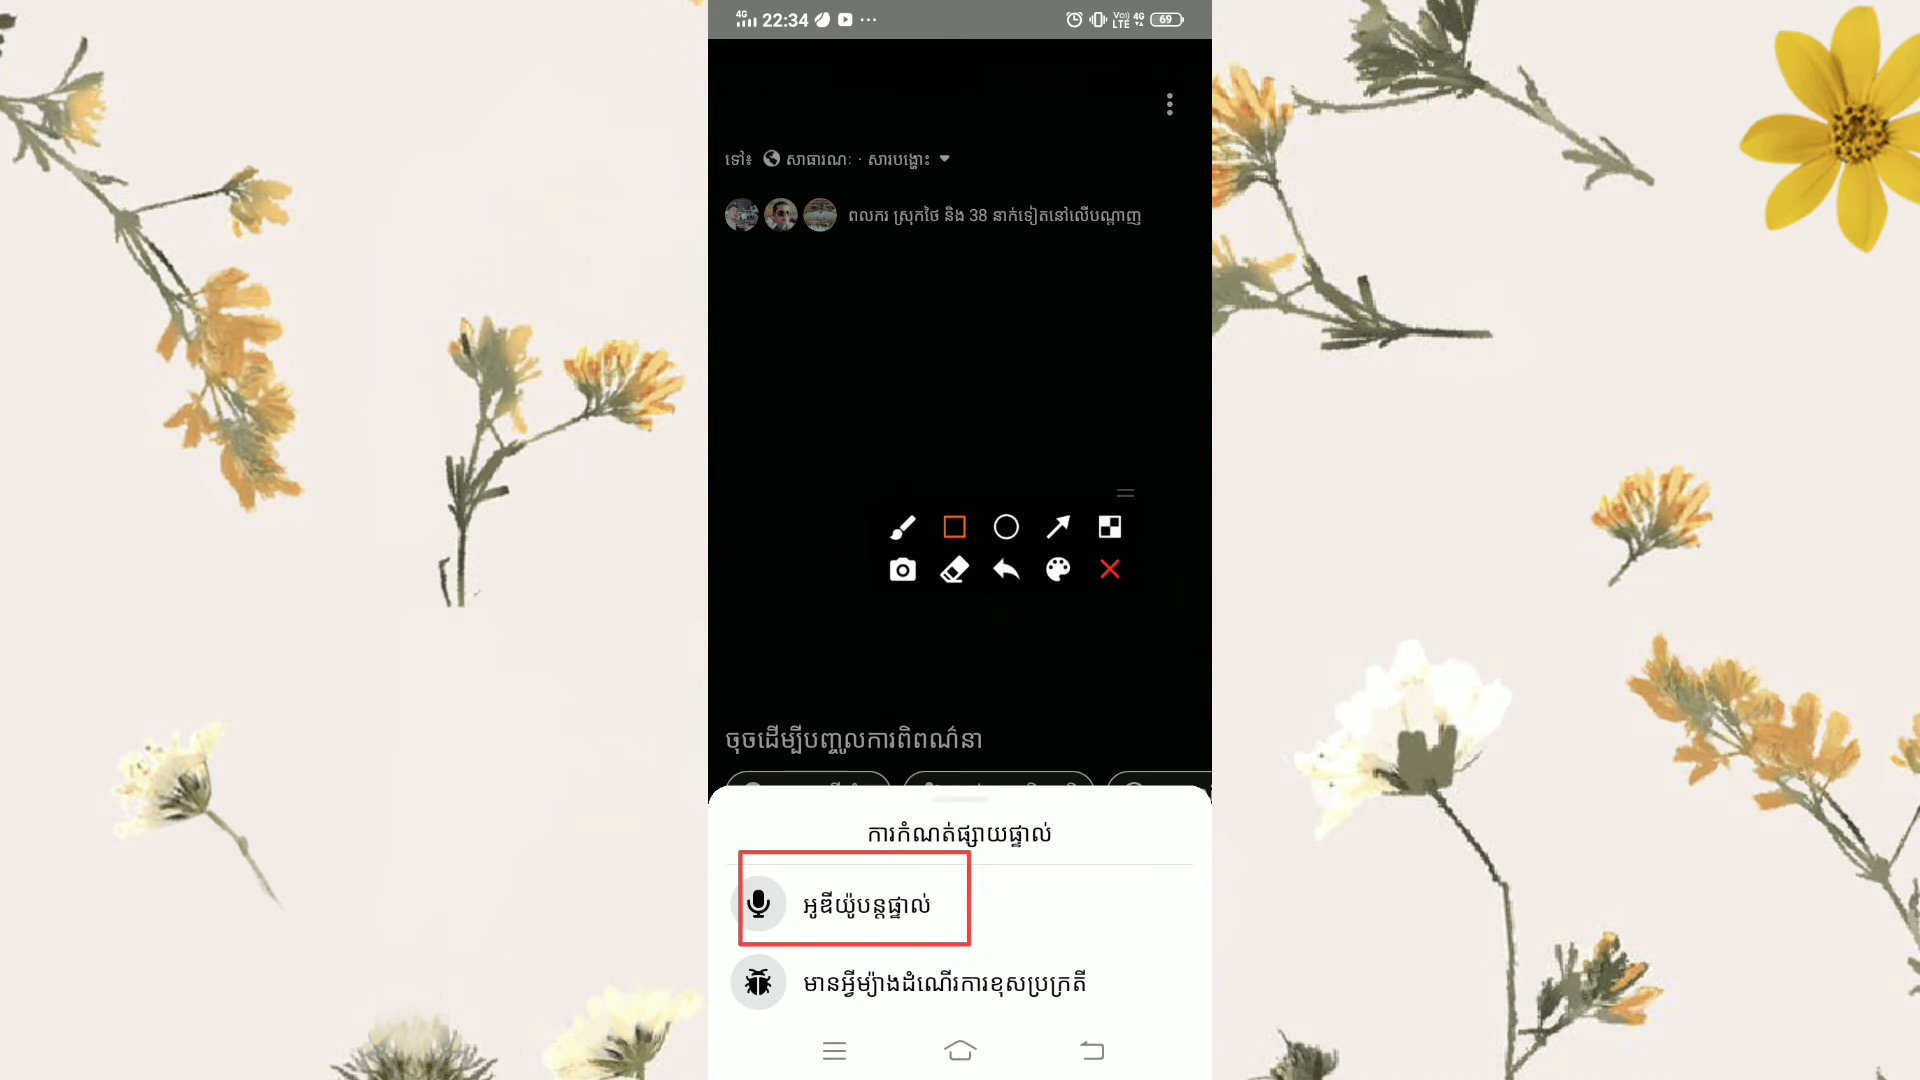 4G 22:34 Vo) LTE 4G 69
ទៅ៖ សាធារណៈ · សារបង្ហោះ
ពលករ ស្រុកថៃ និង 38 នាក់ទៀតនៅលើបណ្ដាញ
ចុចដើម្បីបញ្ចូលការពិពណ៌នា
ការកំណត់ផ្សាយផ្ទាល់
អូឌីយ៉ូបន្តផ្ទាល់
មានអ្វីម្យ៉ាងដំណើរការខុសប្រក្រតី